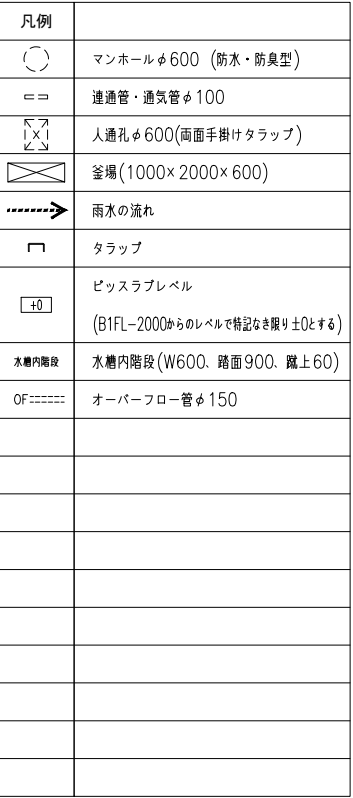 凡例
マンホールφ600 (防水・防臭型)
連通管・通気管φ100
人通孔φ600(両面手掛けタラップ)
釜場(1000×2000×600)
雨水の流れ
タラップ
ピッスラブレベル
+0 (B1FL-2000からのレベルで特記なき限り±0とする)
水槽内階段 水槽内階段(W600、踏面900、蹴上60)
OF====== オーバーフロー管φ150